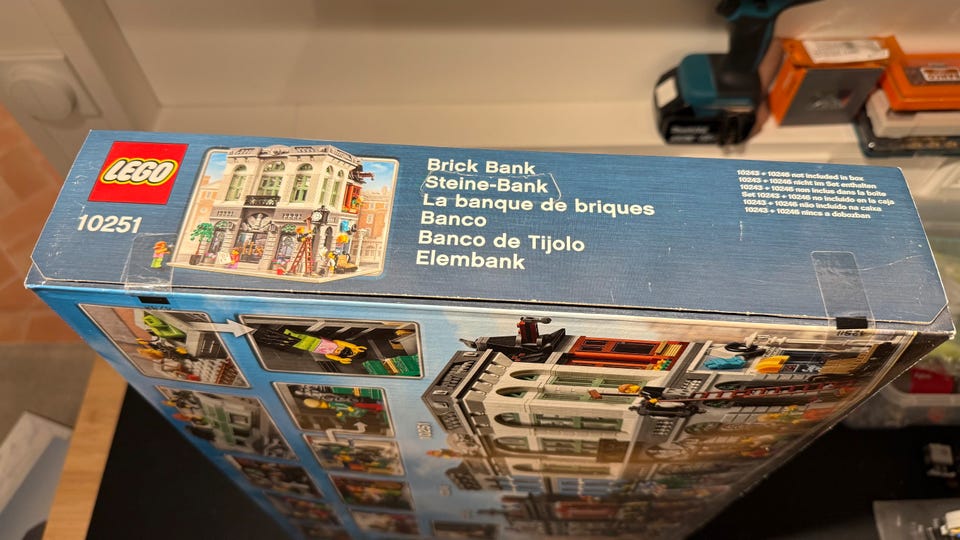 LEGO
10251
Brick Bank
Steine-Bank
La banque de briques
Banco
Banco de Tijolo
Elembank
10243 + 10246 not included in box
10243 + 10246 nicht im Set enthalten
10243 + 10246 non inclus dans la boîte
Set 10243 + 10246 no incluido en la caja
10243 + 10246 não incluído na caixa
10243 + 10246 nincs a dobozban
10251